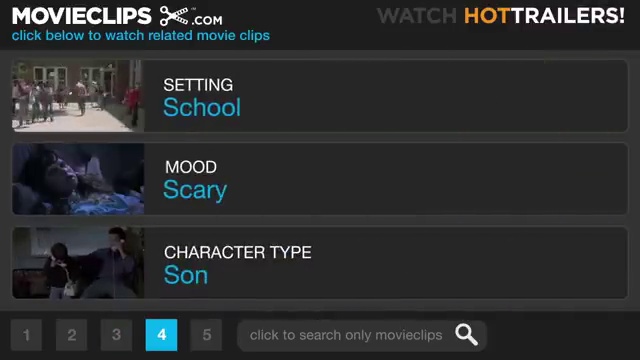 MOVIECLIPS .COM
WATCH HOTTRAILERS!
click below to watch related movie clips
SETTING
School
MOOD
Scary
CHARACTER TYPE
Son
1 2 3 4 5 click to search only movieclips